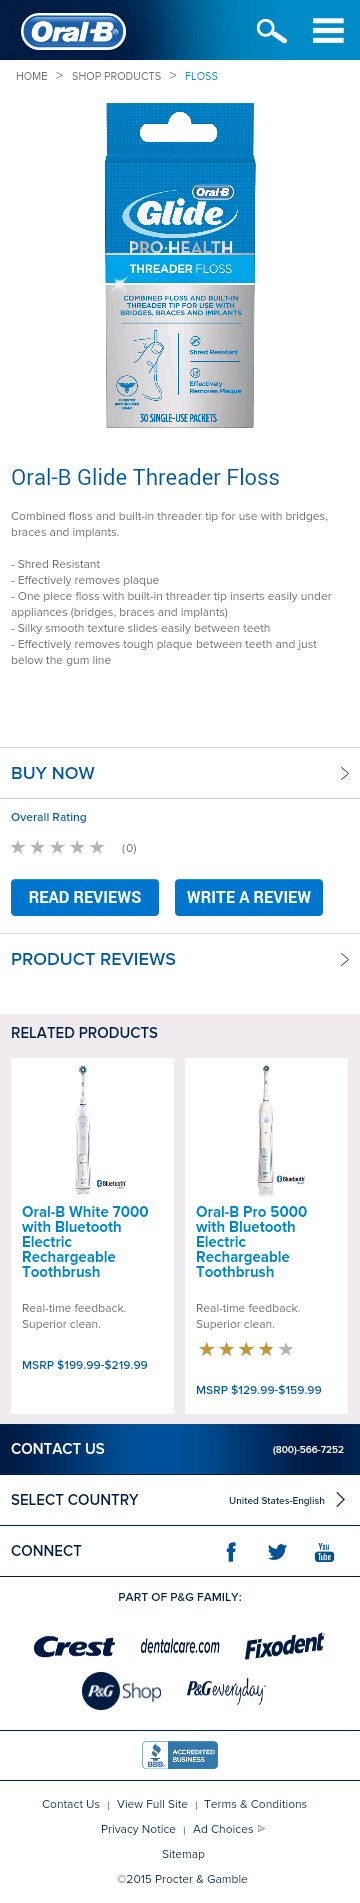 Oral-B
HOME > SHOP PRODUCTS > FLOSS
Oral-B
Glide
PRO-HEALTH
THREADER FLOSS
COMBINED FLOSS AND BUILT-IN
THREADER TIP FOR USE WITH
BRIDGES, BRACES AND IMPLANTS
Shred Resistant
Effectively
Removes Plaque
30 SINGLE-USE PACKETS
Oral-B Glide Threader Floss
Combined floss and built-in threader tip for use with bridges,
braces and implants.
- Shred Resistant
- Effectively removes plaque
- One piece floss with built-in threader tip inserts easily under
appliances (bridges, braces and implants)
- Silky smooth texture slides easily between teeth
- Effectively removes tough plaque between teeth and just
below the gum line
BUY NOW
Overall Rating
(0)
READ REVIEWS WRITE A REVIEW
PRODUCT REVIEWS
RELATED PRODUCTS
Bluetooth
Oral-B White 7000
with Bluetooth
Electric
Rechargeable
Toothbrush
Real-time feedback.
Superior clean.
MSRP $199.99-$219.99
Bluetooth
Oral-B Pro 5000
with Bluetooth
Electric
Rechargeable
Toothbrush
Real-time feedback.
Superior clean.
MSRP $129.99-$159.99
CONTACT US (800)-566-7252
SELECT COUNTRY United States-English
CONNECT
You
Tube
PART OF P&G FAMILY:
Crest dentalcare.com Fixodent
P&G Shop P&G everyday
BBB. ACCREDITED
BUSINESS
Contact Us | View Full Site | Terms & Conditions
Privacy Notice | Ad Choices
Sitemap
©2015 Procter & Gamble